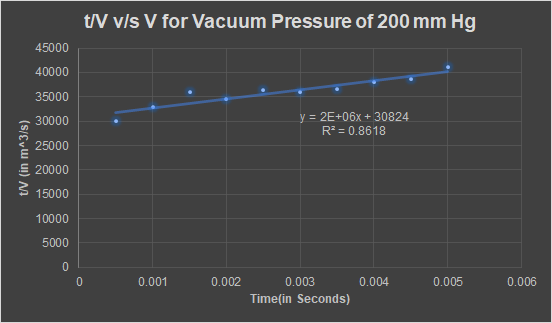 t/V v/s V for Vacuum Pressure of 200 mm Hg
45000
40000
35000
30000
25000
20000
15000
10000
5000
0
t/V (in m^3/s)
y = 2E+06x + 30824
R² = 0.8618
0 0.001 0.002 0.003 0.004 0.005 0.006
Time(in Seconds)